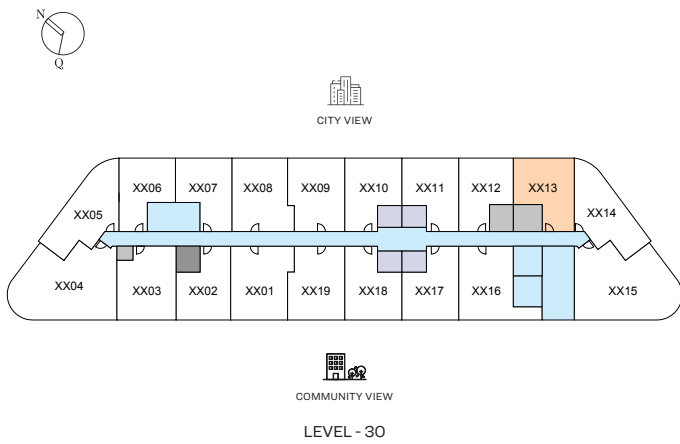 N
Q
CITY VIEW
XX06 XX07 XX08 XX09 XX10 XX11 XX12 XX13
XX05 XX14
XX04 XX03 XX02 XX01 XX19 XX18 XX17 XX16 XX15
COMMUNITY VIEW
LEVEL - 30